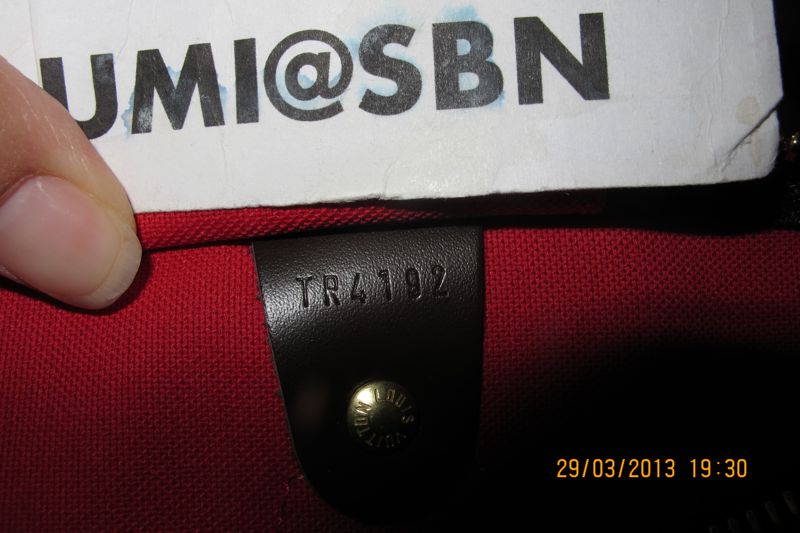 UMI@SBN
TR4192
LOUIS VUITTON
29/03/2013 19:30